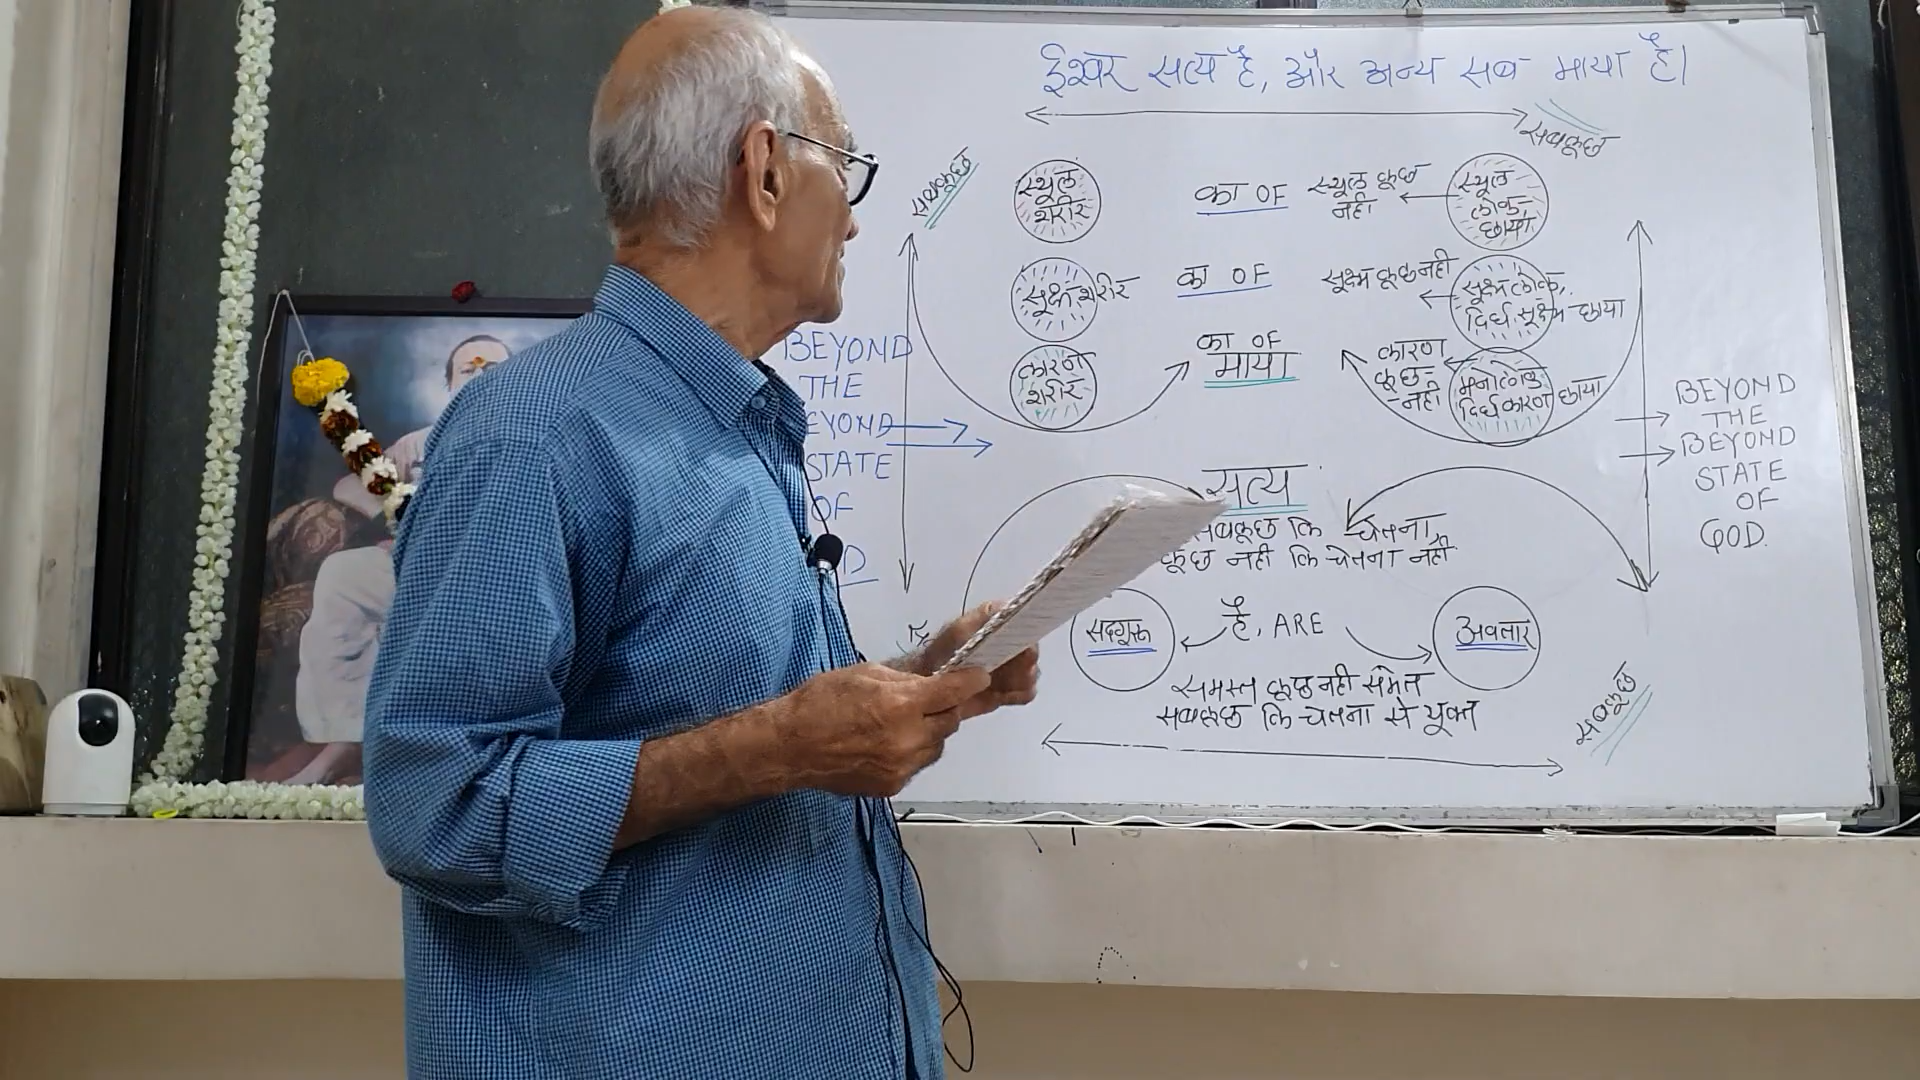 ईश्वर सत्य है, और अन्य सब माया है।
सबकूछ
सबकूछ
स्थूल
शरीर
का OF
स्थूल कूछ
नही
स्थूल
लोक-
छाया
सूक्ष्म शरीर
का OF
सूक्ष्म कूछ नही
सूक्ष्म लोक,
दिर्घ सूक्ष्म छाया
कारण
शरीर
का OF
माया
कारण
कूछ-
-नही
मनोलोक
दिर्घ कारण छाया
BEYOND
THE
EYOND
STATE
OF
D
BEYOND
THE
BEYOND
STATE
OF
GOD.
सत्य
सबकूछ कि चेतना,
कूछ नही कि चेतना नही
सदगूरू
है, ARE
अवतार
समस्त कूछ नही समेत
सबकूछ कि चेतना से यूक्त
सबकूछ